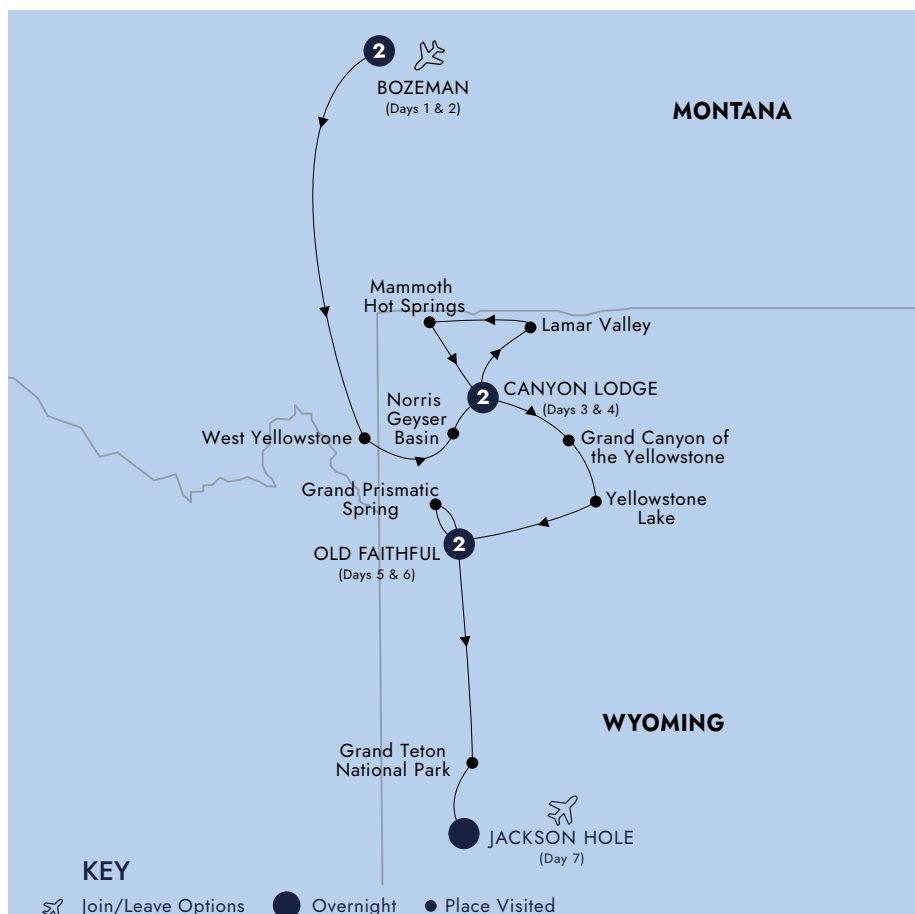 2
BOZEMAN
(Days 1 & 2)
MONTANA
Mammoth
Hot Springs
Lamar Valley
2
CANYON LODGE
(Days 3 & 4)
Norris
Geyser
Basin
West Yellowstone
Grand Canyon of
the Yellowstone
Grand Prismatic
Spring
Yellowstone
Lake
2
OLD FAITHFUL
(Days 5 & 6)
WYOMING
Grand Teton
National Park
JACKSON HOLE
(Day 7)
KEY
Join/Leave Options
Overnight
Place Visited